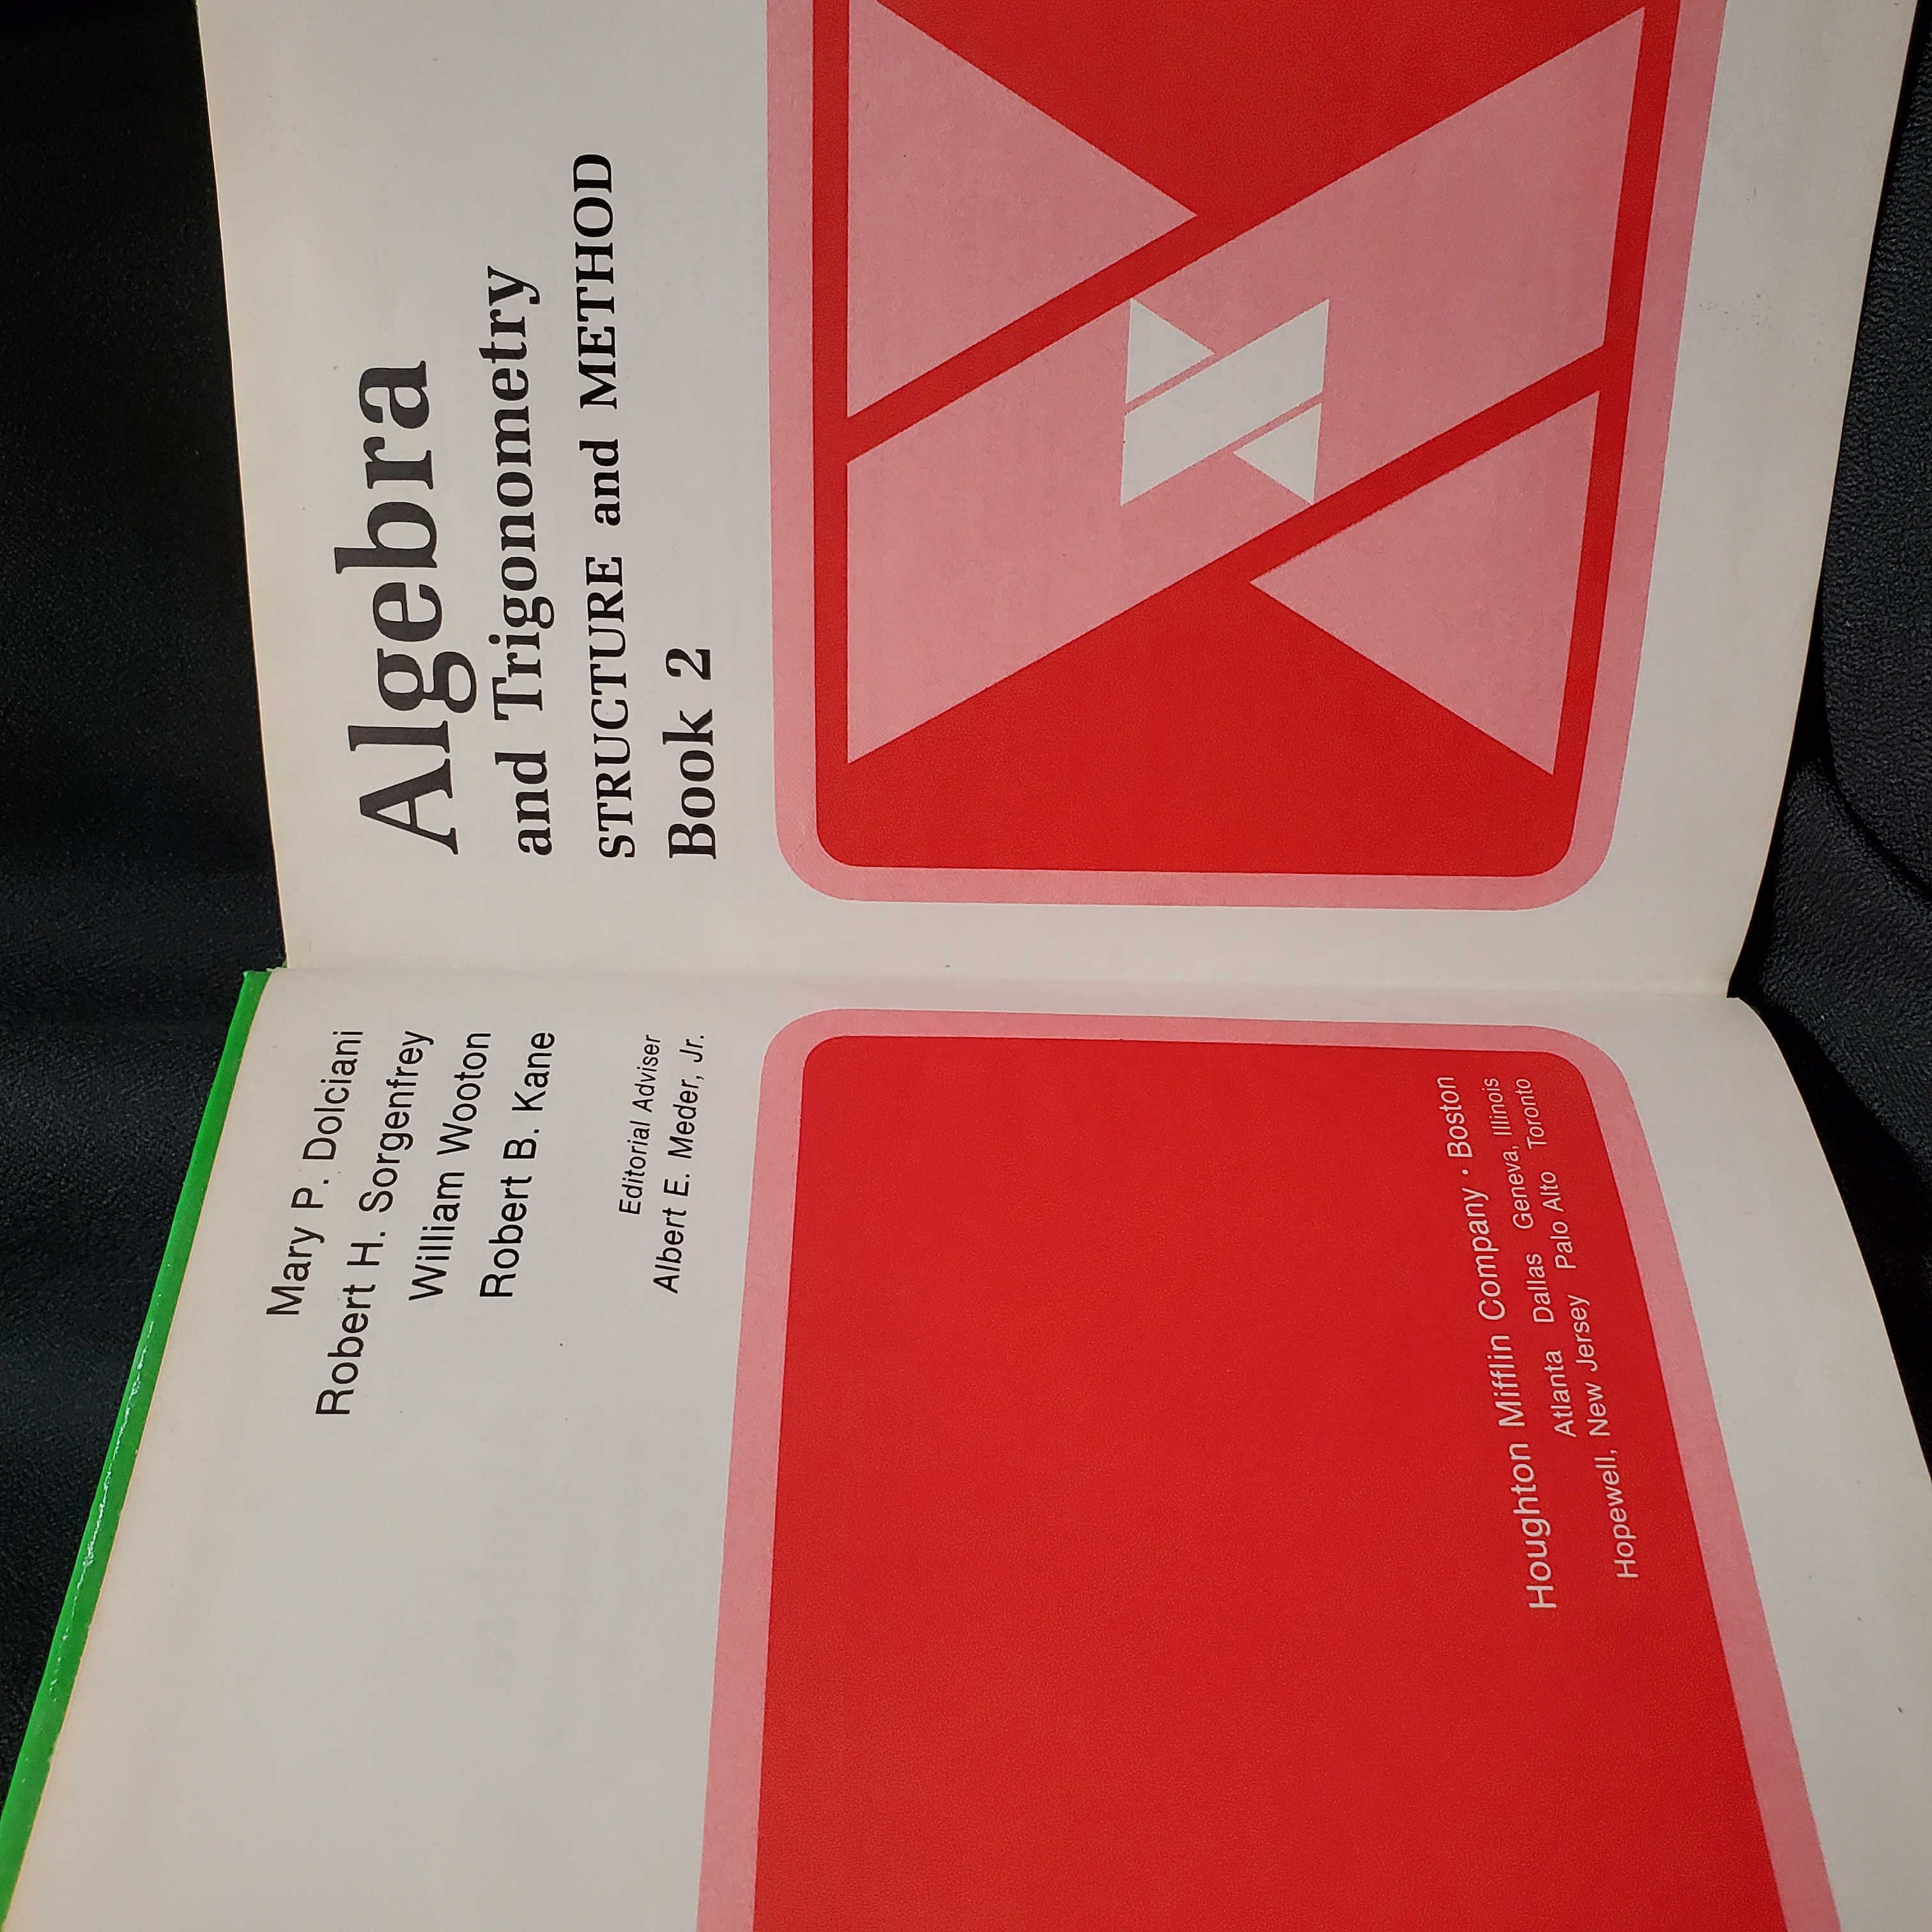 Mary P. Dolciani
Robert H. Sorgenfrey
William Wooton
Robert B. Kane
Editorial Adviser
Albert E. Meder, Jr.
Houghton Mifflin Company · Boston
Atlanta Dallas Geneva, Illinois
Hopewell, New Jersey Palo Alto Toronto
Algebra
and Trigonometry
STRUCTURE and METHOD
Book 2